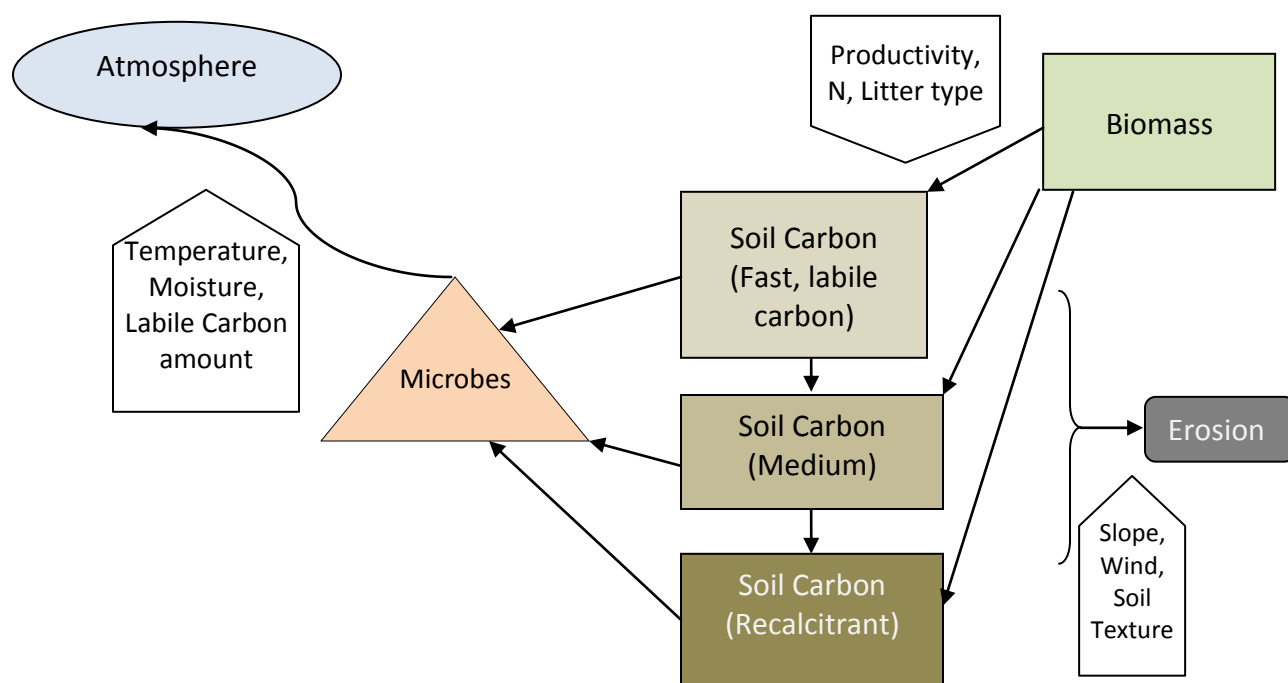 Atmosphere
Productivity,
N, Litter type
Biomass
Temperature,
Moisture,
Labile Carbon
amount
Soil Carbon
(Fast, labile
carbon)
Microbes
Soil Carbon
(Medium)
Erosion
Soil Carbon
(Recalcitrant)
Slope,
Wind,
Soil
Texture